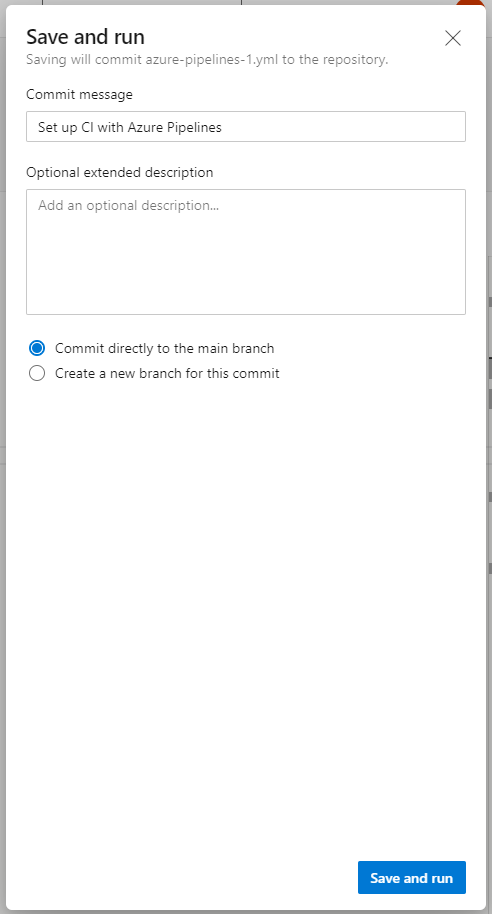 Save and run
Saving will commit azure-pipelines-1.yml to the repository.
Commit message
Set up CI with Azure Pipelines
Optional extended description
Add an optional description...
Commit directly to the main branch
Create a new branch for this commit
Save and run